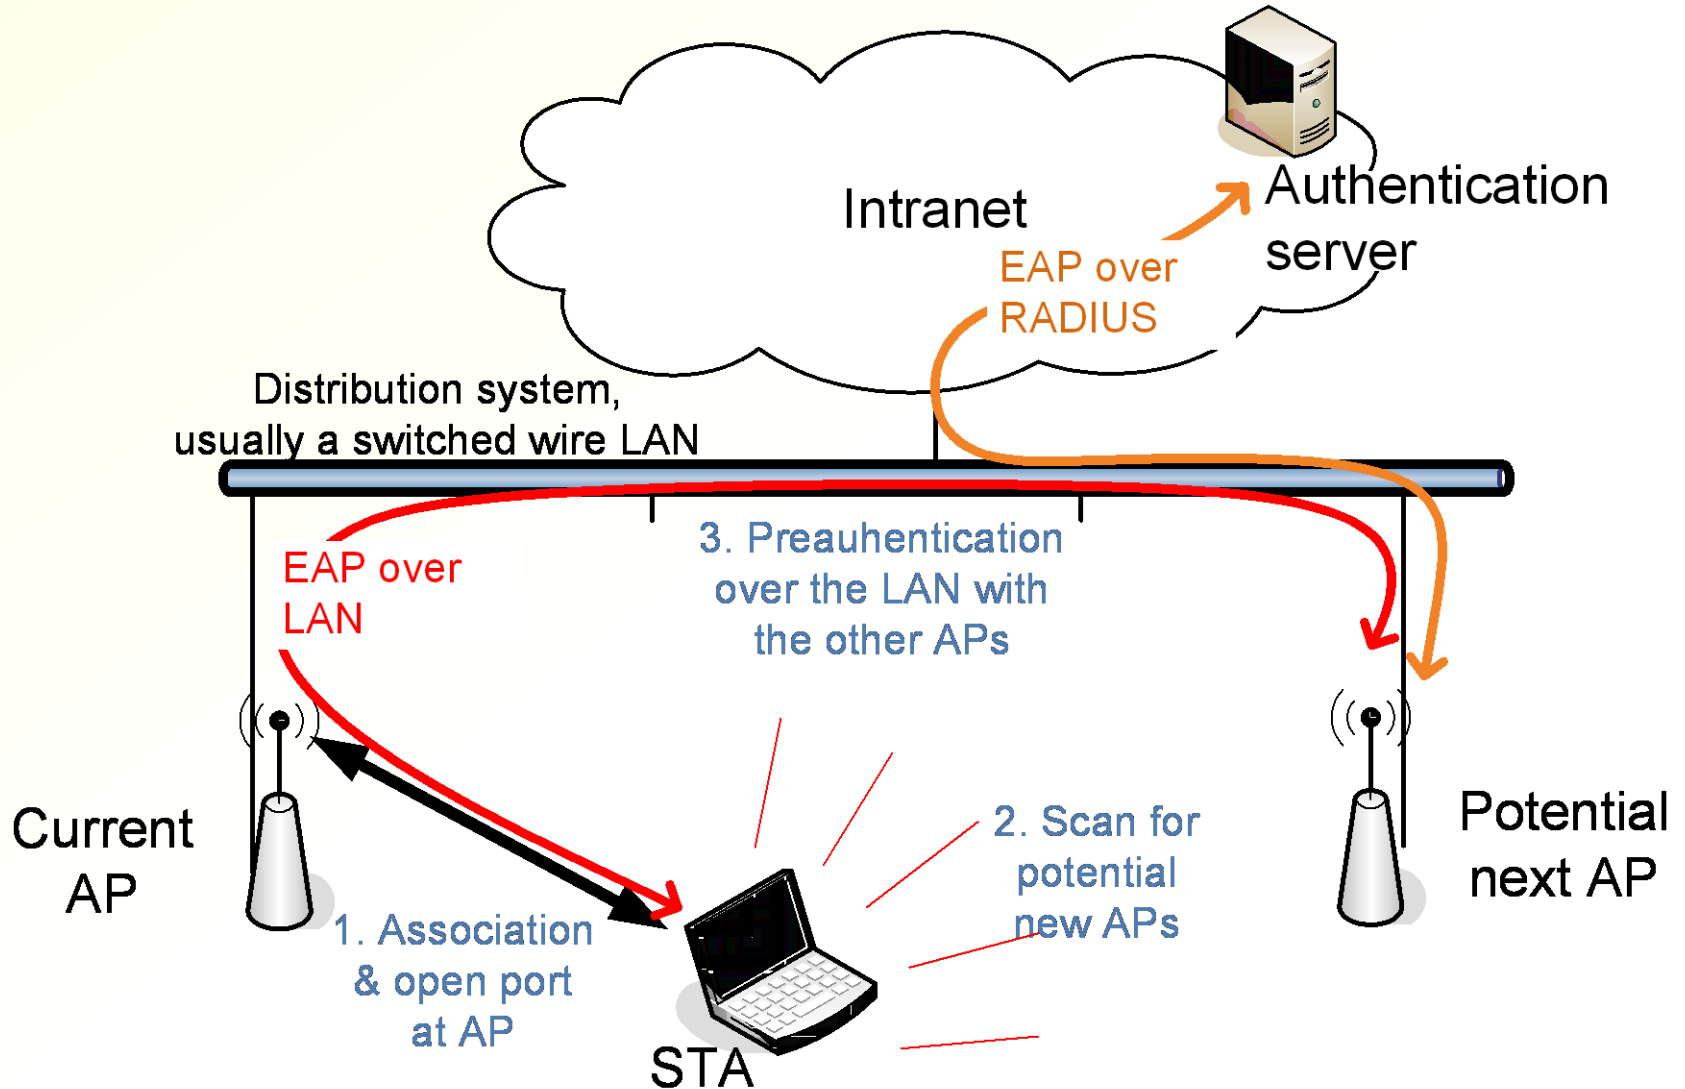 Intranet
Authentication
server
EAP over
RADIUS
Distribution system,
usually a switched wire LAN
EAP over
LAN
3. Preauhentication
over the LAN with
the other APs
Current
AP
1. Association
& open port
at AP
2. Scan for
potential
new APs
Potential
next AP
STA